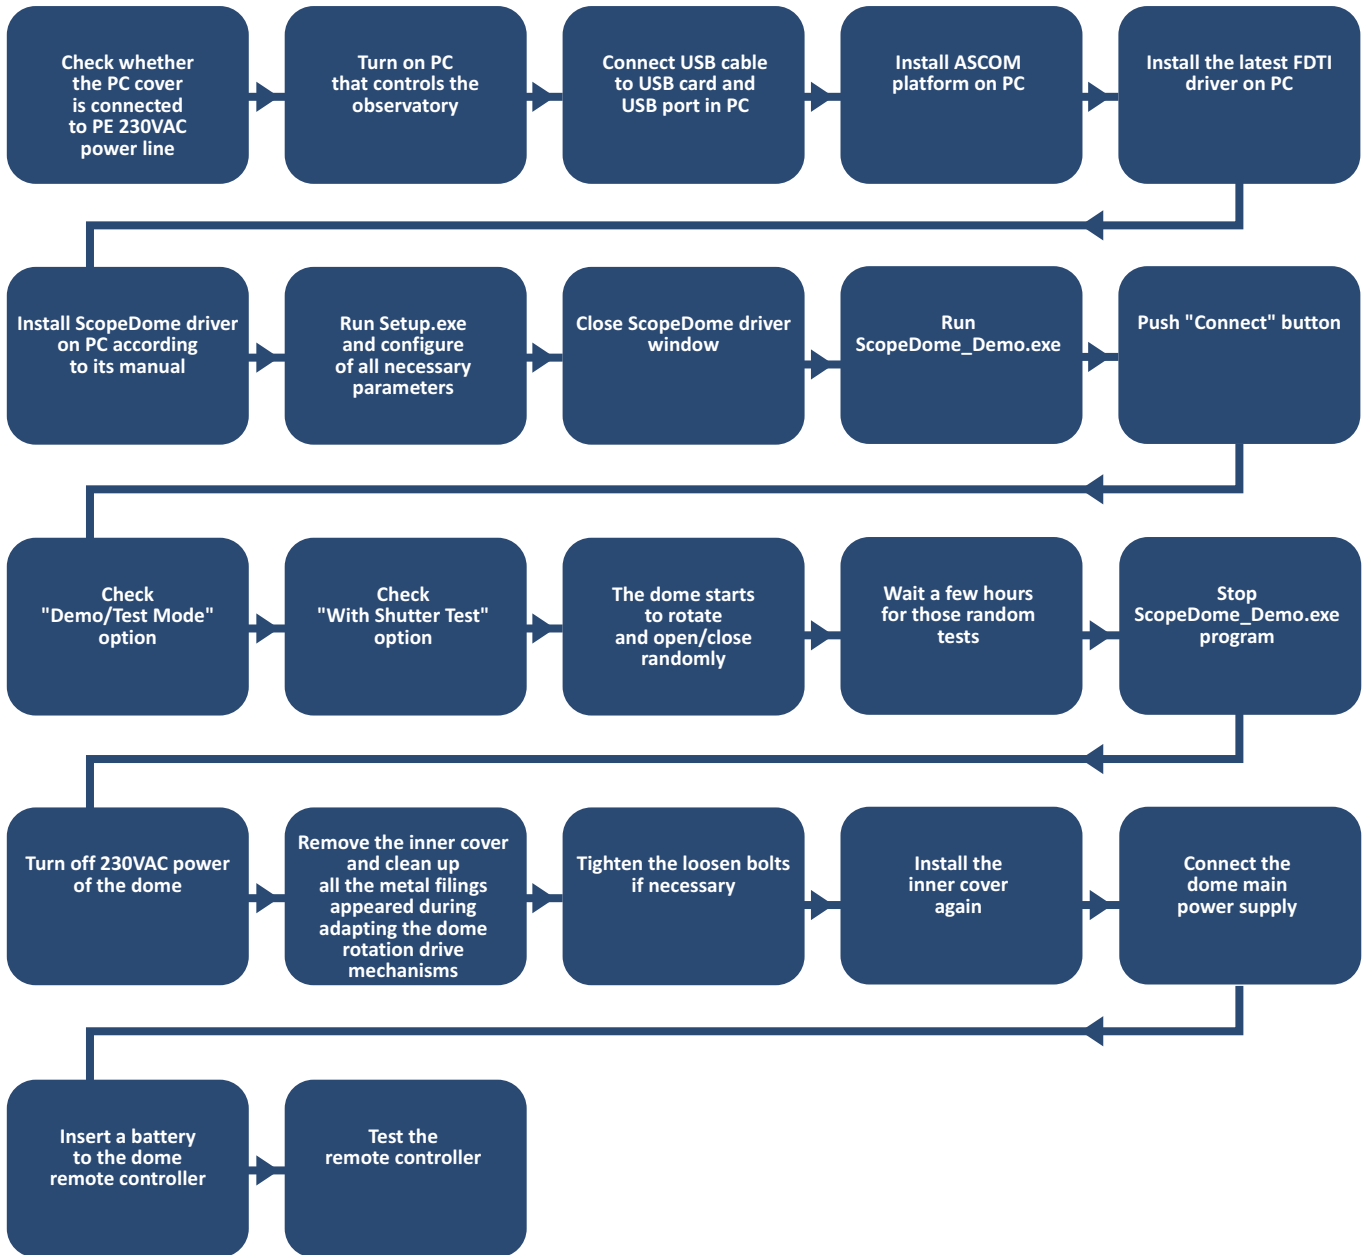 Check whether
the PC cover
is connected
to PE 230VAC
power line
Turn on PC
that controls the
observatory
Connect USB cable
to USB card and
USB port in PC
Install ASCOM
platform on PC
Install the latest FDTI
driver on PC
Install ScopeDome driver
on PC according
to its manual
Run Setup.exe
and configure
of all necessary
parameters
Close ScopeDome driver
window
Run
ScopeDome_Demo.exe
Push "Connect" button
Check
"Demo/Test Mode"
option
Check
"With Shutter Test"
option
The dome starts
to rotate
and open/close
randomly
Wait a few hours
for those random
tests
Stop
ScopeDome_Demo.exe
program
Turn off 230VAC power
of the dome
Remove the inner cover
and clean up
all the metal filings
appeared during
adapting the dome
rotation drive
mechanisms
Tighten the loosen bolts
if necessary
Install the
inner cover
again
Connect the
dome main
power supply
Insert a battery
to the dome
remote controller
Test the
remote controller